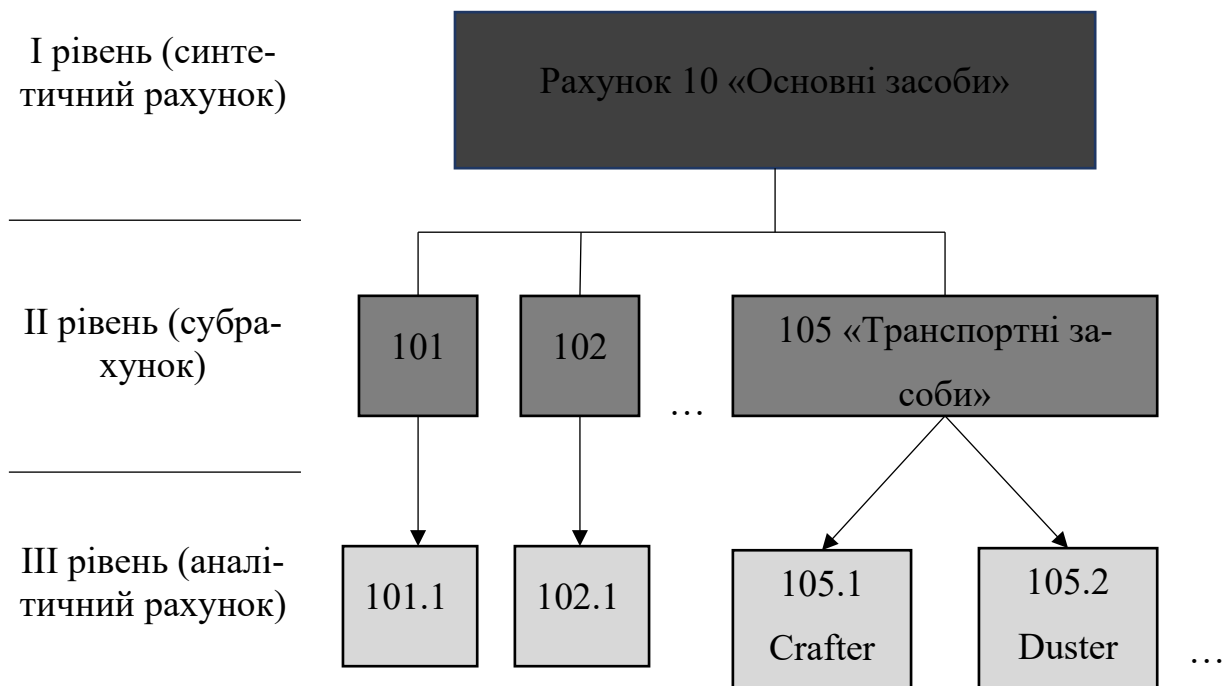 І рівень (синте-
тичний рахунок)
Рахунок 10 «Основні засоби»
ІІ рівень (субра-
хунок)
101
102
…
105 «Транспортні за-
соби»
ІІІ рівень (аналі-
тичний рахунок)
101.1
102.1
105.1
Crafter
105.2
Duster
…